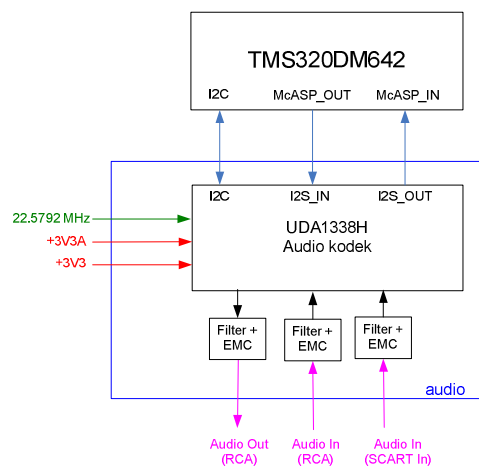 TMS320DM642
I2C McASP_OUT McASP_IN
I2C I2S_IN I2S_OUT
22.5792 MHz
UDA1338H
+3V3A
Audio kodek
+3V3
Filter + Filter + Filter +
EMC EMC EMC
audio
Audio Out Audio In Audio In
(RCA) (RCA) (SCART In)